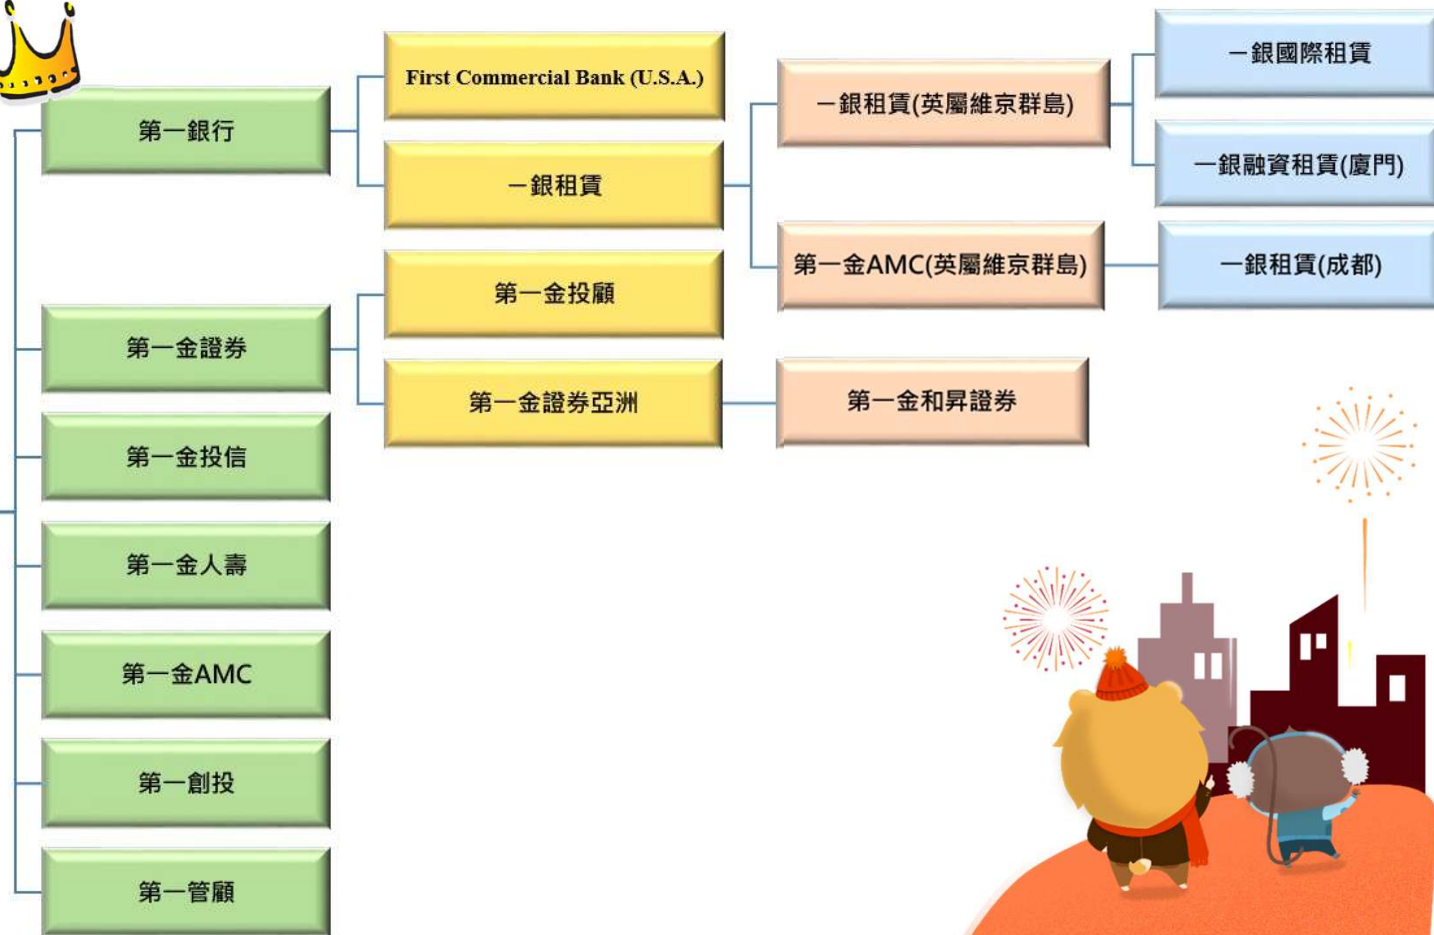 第一銀行
First Commercial Bank (U.S.A.)
一銀租賃
一銀租賃(英屬維京群島)
一銀國際租賃
一銀融資租賃(廈門)
第一金AMC(英屬維京群島)
一銀租賃(成都)
第一金證券
第一金投顧
第一金證券亞洲
第一金和昇證券
第一金投信
第一金人壽
第一金AMC
第一創投
第一管顧